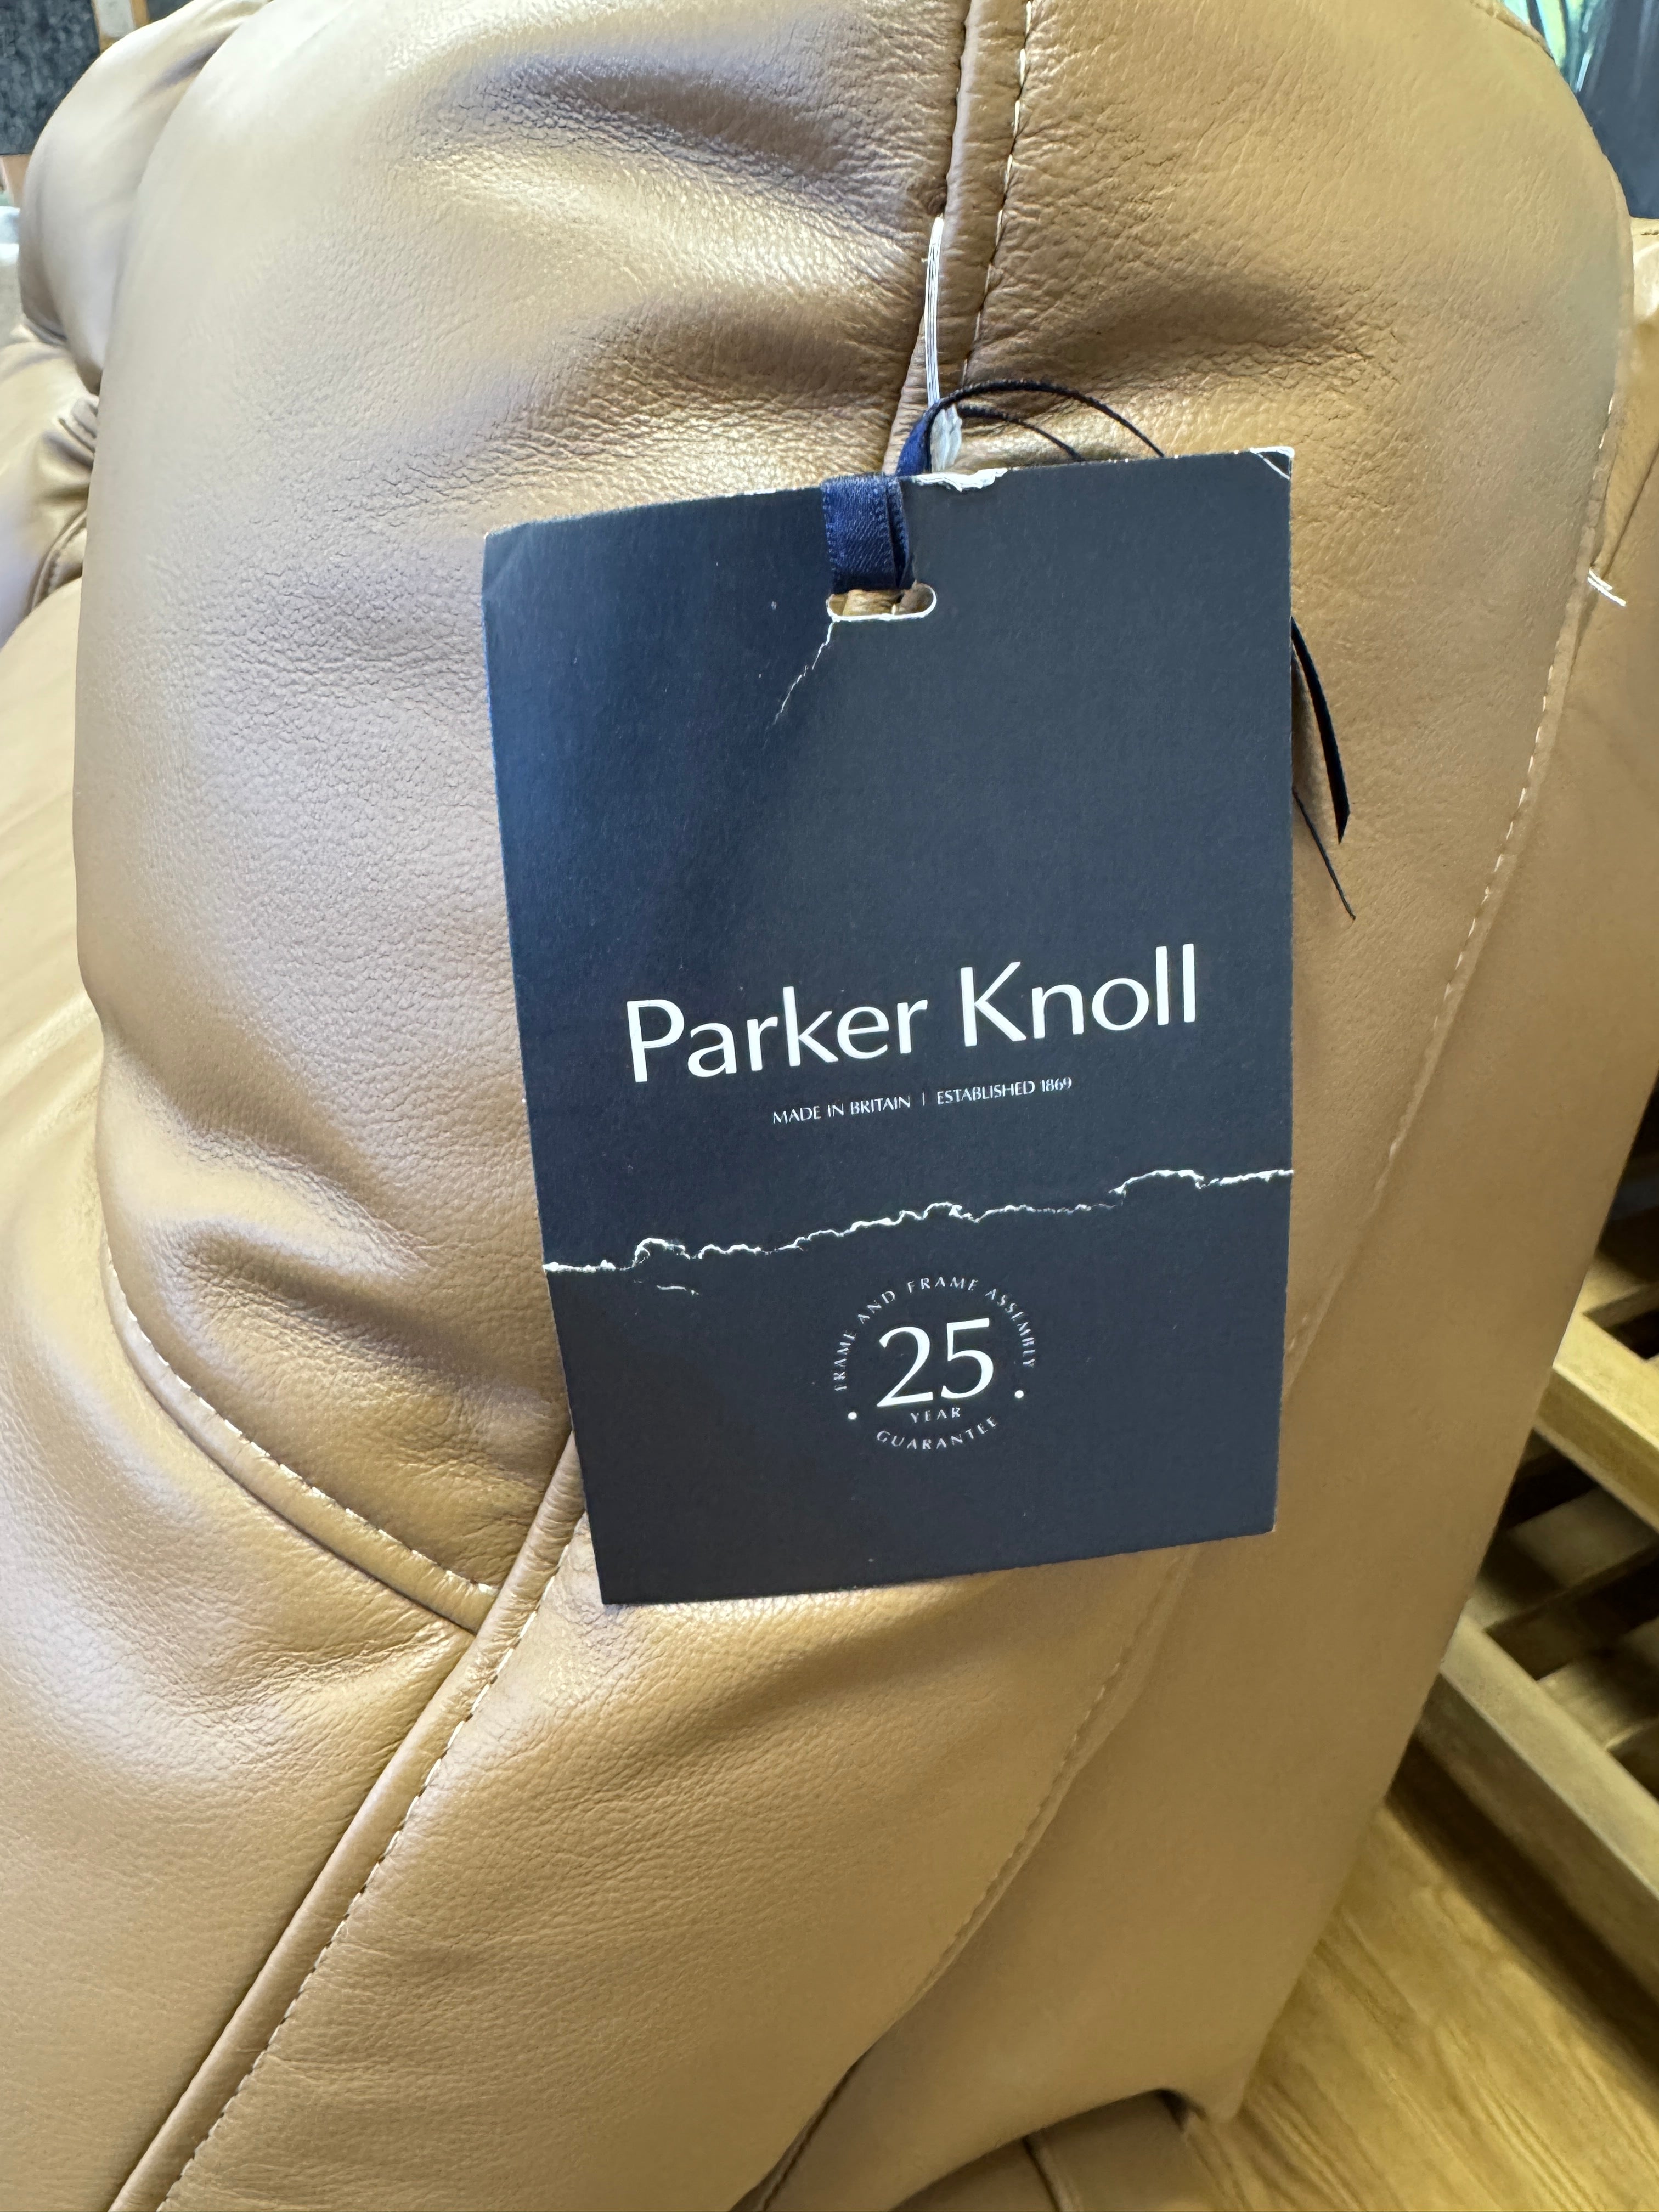 Parker Knoll
MADE IN BRITAIN | ESTABLISHED 1869
FRAME AND FRAME ASSEMBLY
25
YEAR
GUARANTEE